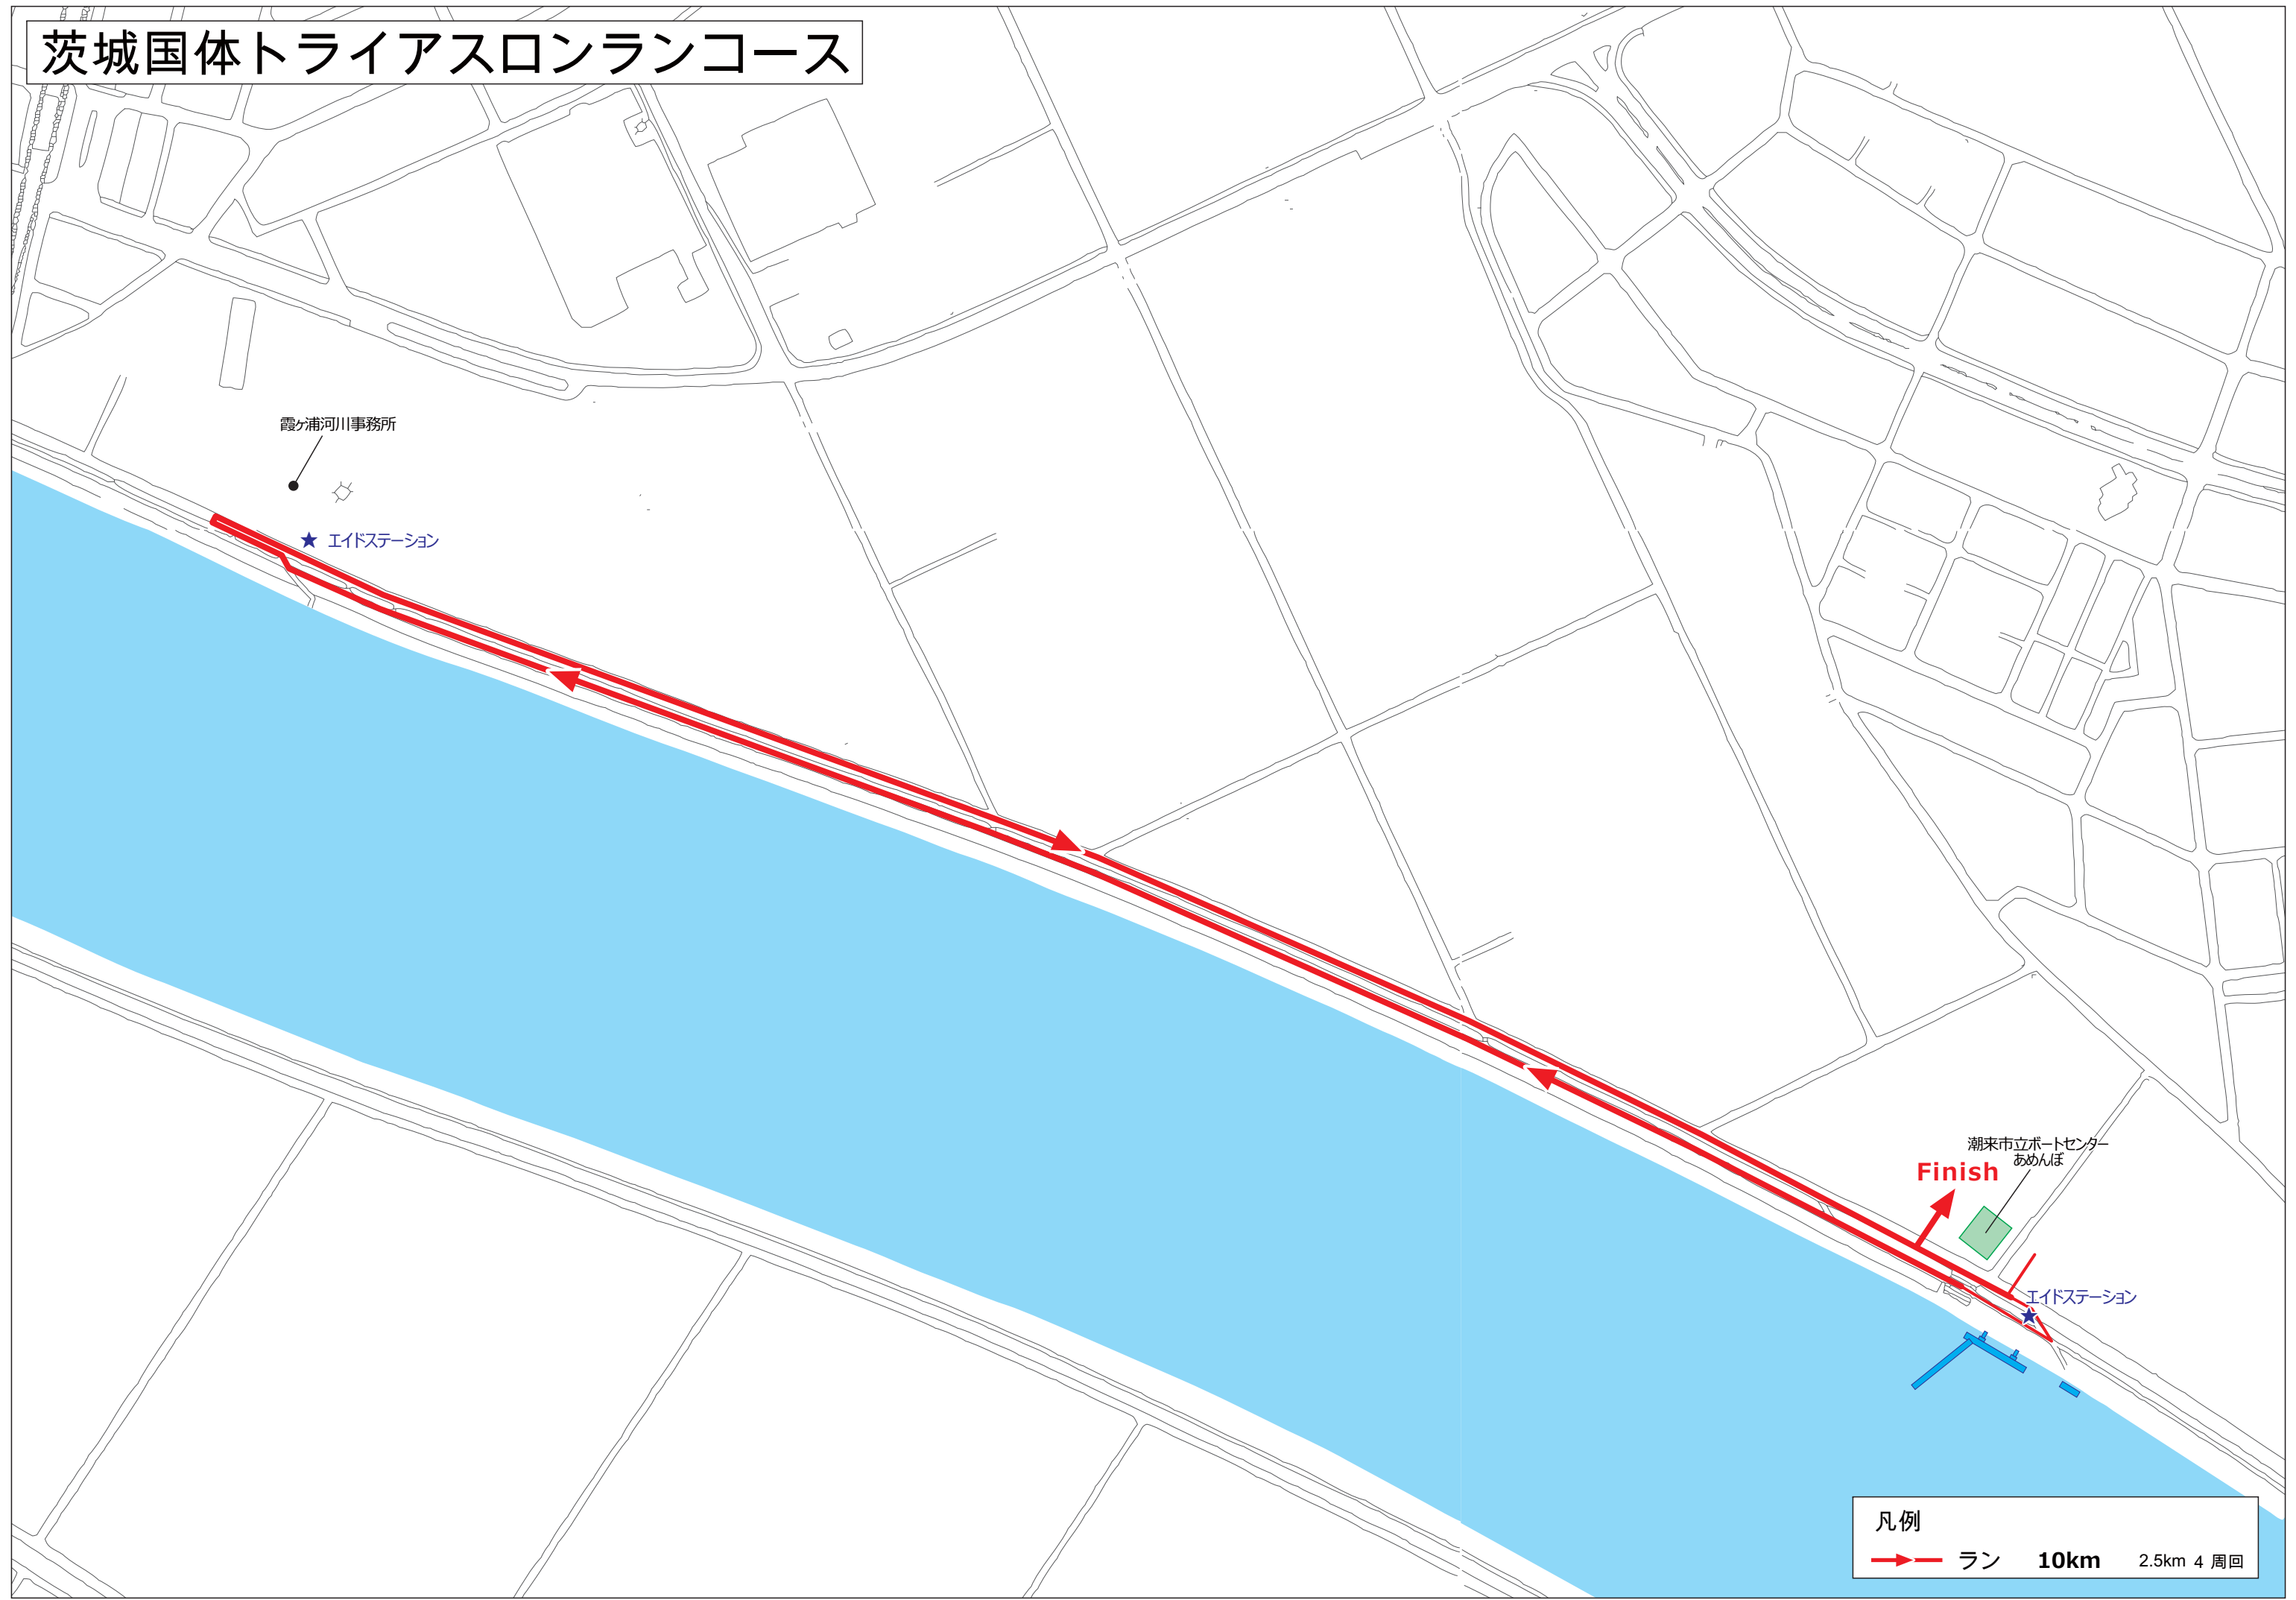 茨城国体トライアスロンランコース
霞ヶ浦河川事務所
エイドステーション
潮来市立ボートセンター
あめんぼ
Finish
エイドステーション
凡例
ラン 10km 2.5km 4 周回